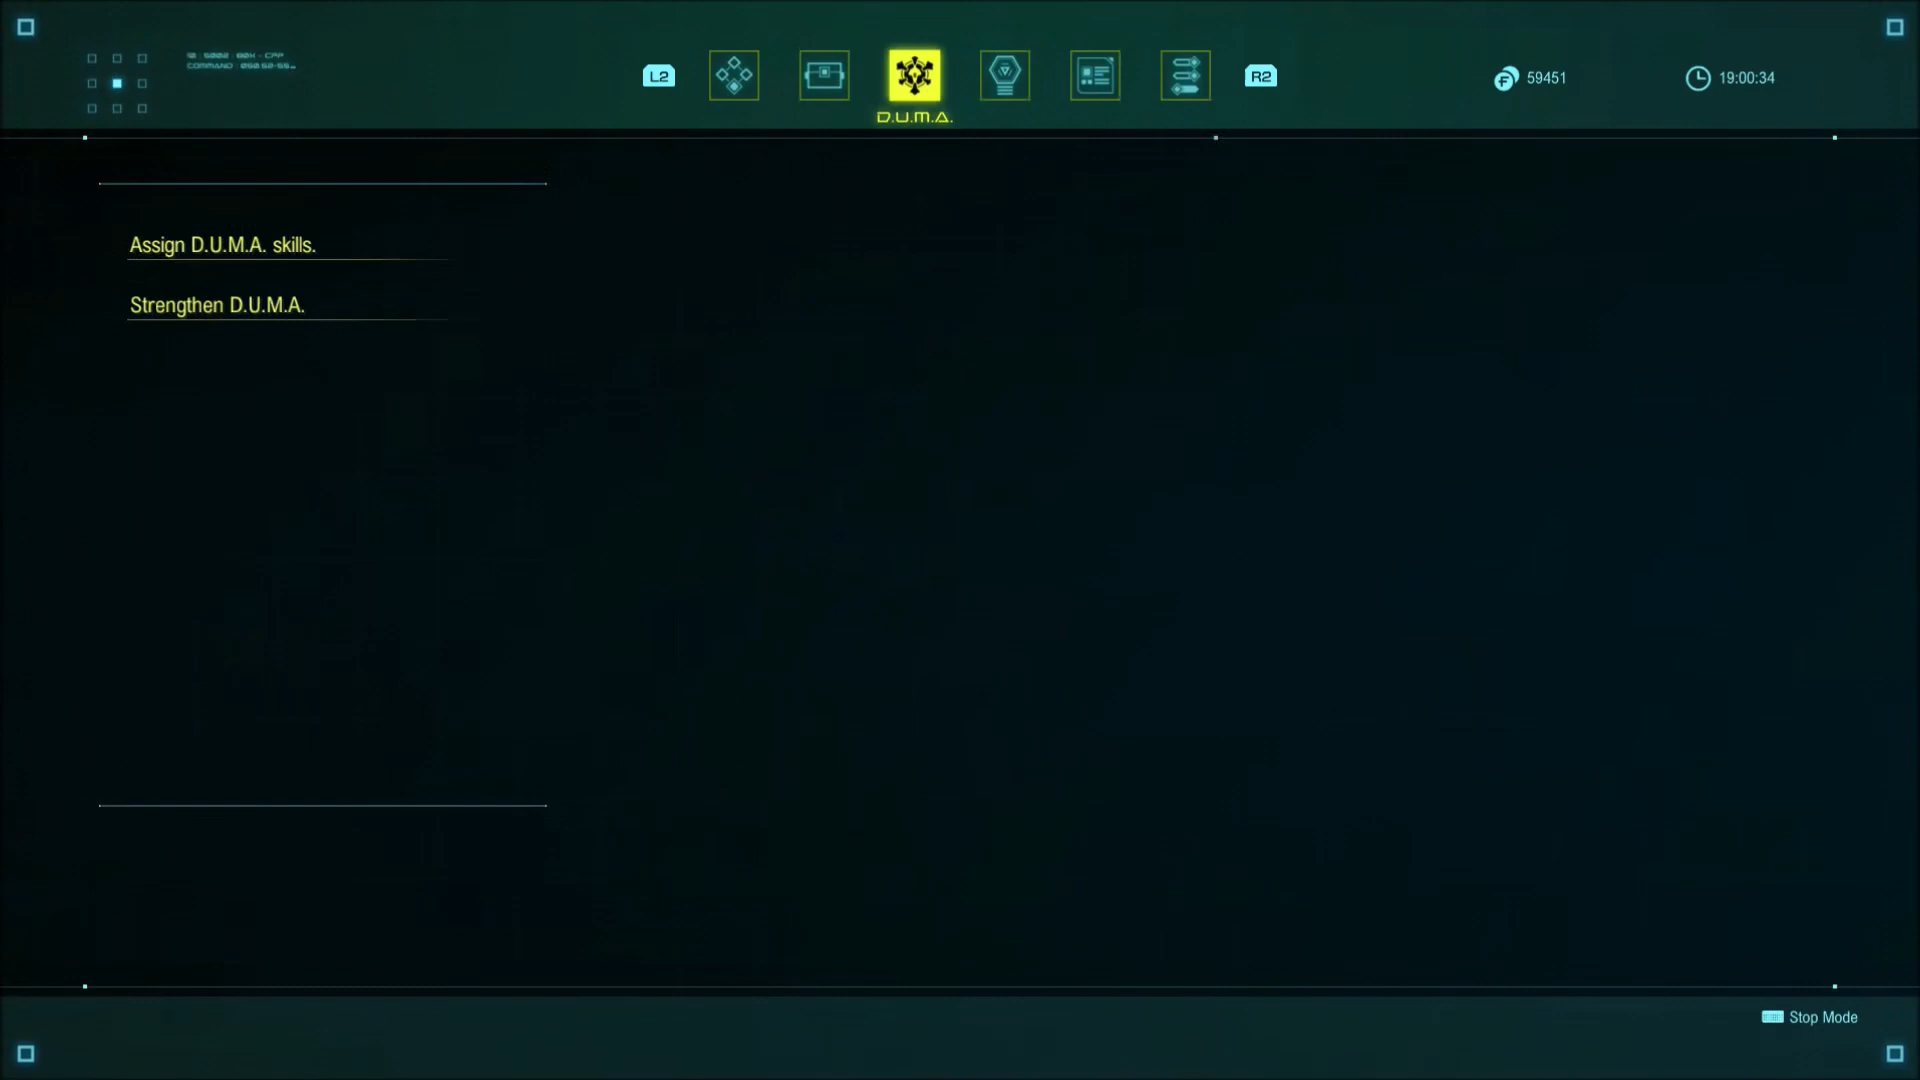 L2
R2
59451
19:00:34
D.U.M.A.
Assign D.U.M.A. skills.
Strengthen D.U.M.A.
Stop Mode